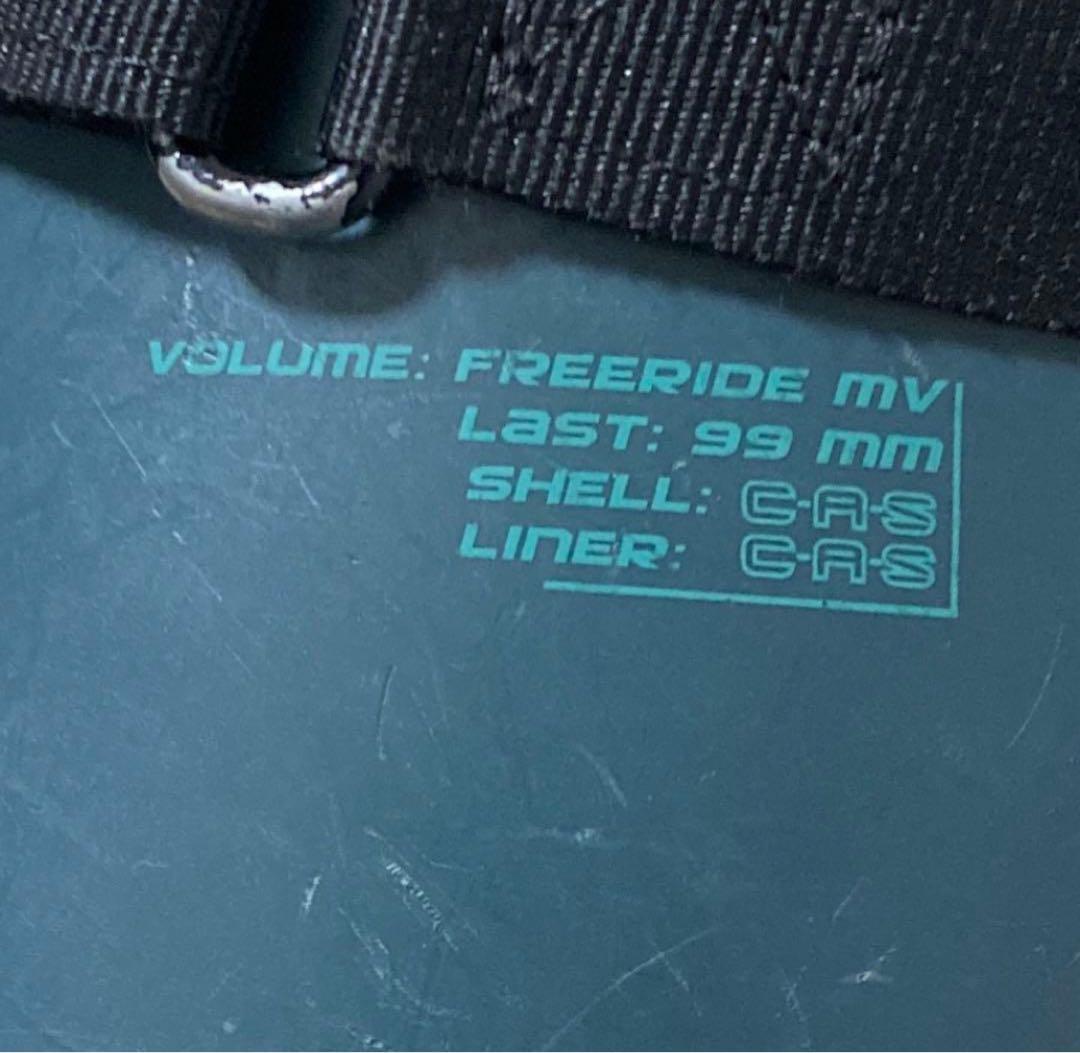 VOLUME: FREERIDE MV
LAST: 99 mm
SHELL: C-A-S
LINER: C-A-S